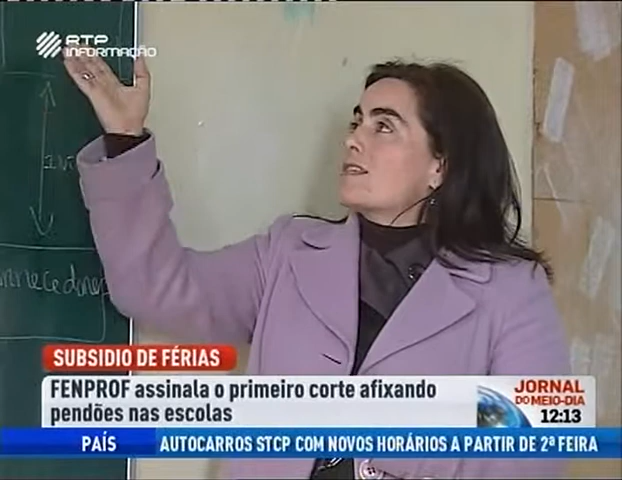 RTP
INFORMAÇÃO
SUBSIDIO DE FÉRIAS
FENPROF assinala o primeiro corte afixando
pendões nas escolas
JORNAL
DO MEIO-DIA
12:13
PAÍS
AUTOCARROS STCP COM NOVOS HORÁRIOS A PARTIR DE 2ª FEIRA